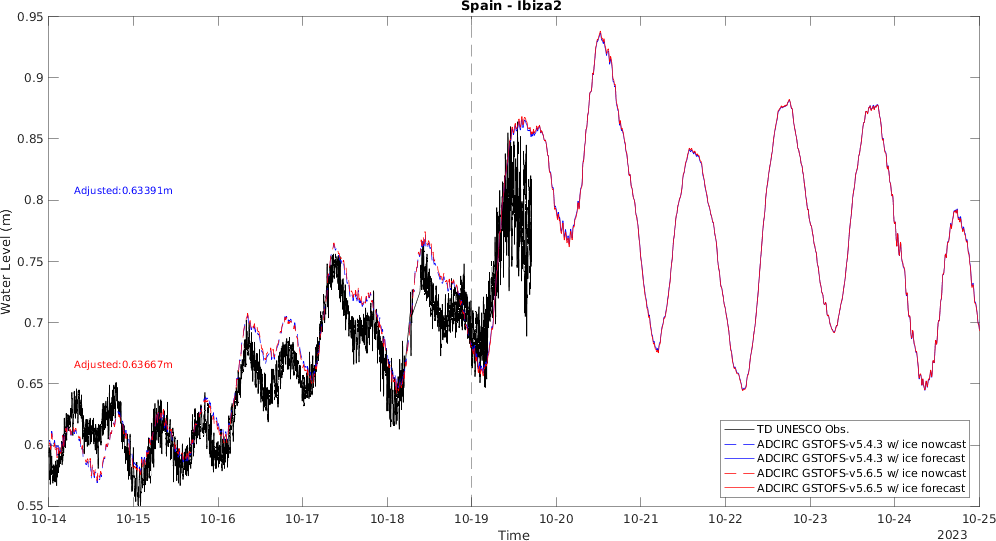 Spain - Ibiza2
0.95
0.9
0.85
0.8
0.75
0.7
0.65
0.6
0.55
Water Level (m)
Adjusted:0.63391m
Adjusted:0.63667m
TD UNESCO Obs.
ADCIRC GSTOFS-v5.4.3 w/ ice nowcast
ADCIRC GSTOFS-v5.4.3 w/ ice forecast
ADCIRC GSTOFS-v5.6.5 w/ ice nowcast
ADCIRC GSTOFS-v5.6.5 w/ ice forecast
10-14 10-15 10-16 10-17 10-18 10-19 10-20 10-21 10-22 10-23 10-24 10-25
Time
2023